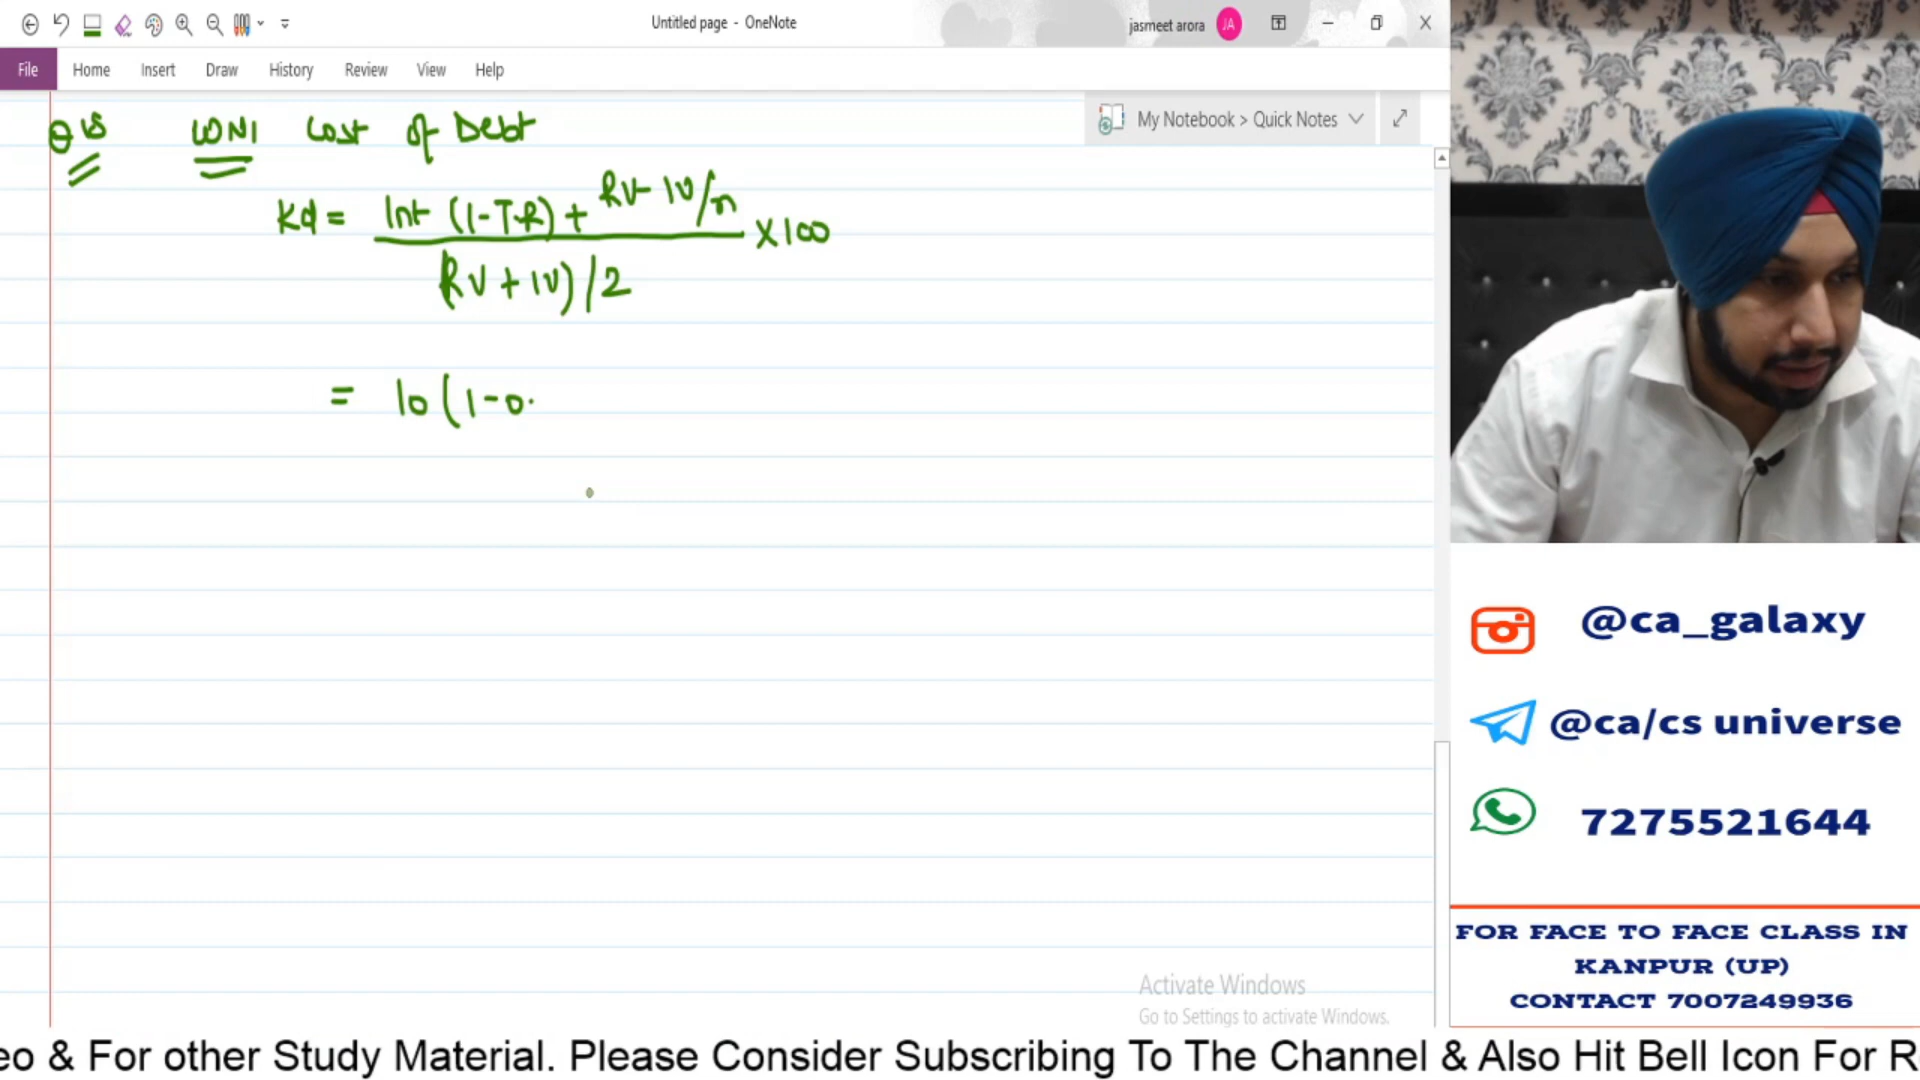 Untitled page - OneNote
jasmeet arora
JA
File Home Insert Draw History Review View Help
My Notebook > Quick Notes
WN1 Cost of Debt
Kd = Int (1-TR) + RV-IV/n
X100
(RV + IV)/2
= 10 (1-0.
@ca_galaxy
@ca/cs universe
7275521644
FOR FACE TO FACE CLASS IN
KANPUR (UP)
CONTACT 7007249936
Activate Windows
Go to Settings to activate Windows.
eo & For other Study Material. Please Consider Subscribing To The Channel & Also Hit Bell Icon For R